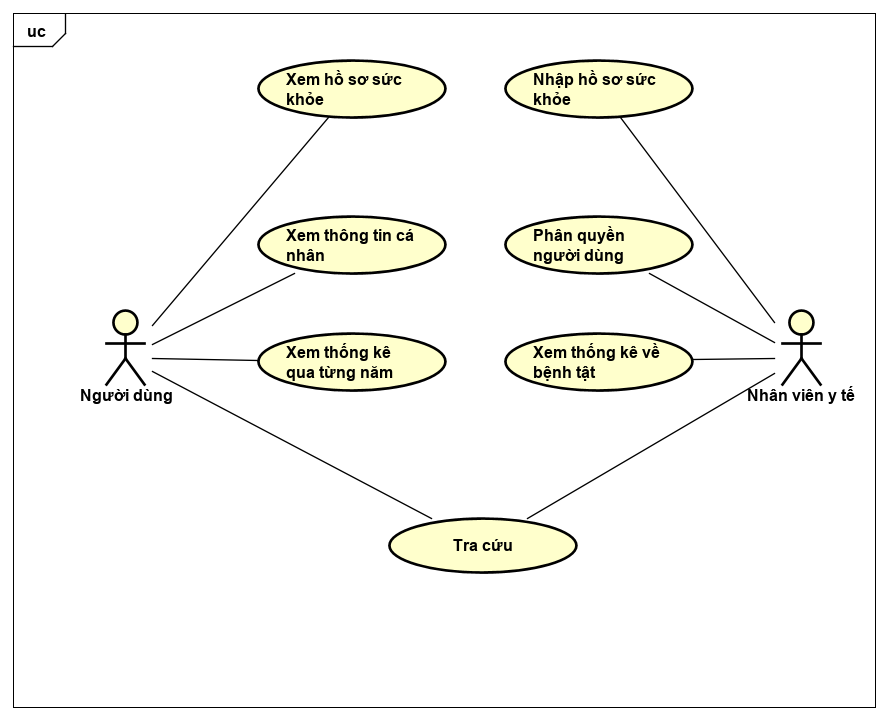 uc
Xem hồ sơ sức
khỏe
Nhập hồ sơ sức
khỏe
Xem thông tin cá
nhân
Phân quyền
người dùng
Xem thống kê
qua từng năm
Xem thống kê về
bệnh tật
Người dùng
Nhân viên y tế
Tra cứu